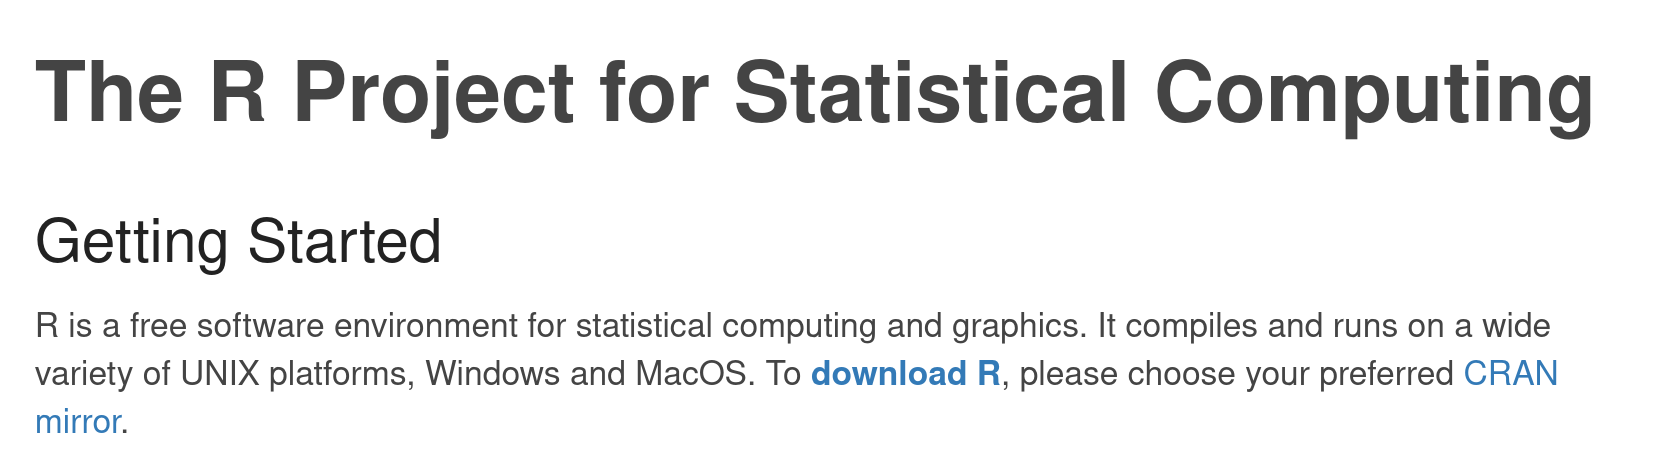 The R Project for Statistical Computing
Getting Started
R is a free software environment for statistical computing and graphics. It compiles and runs on a wide
variety of UNIX platforms, Windows and MacOS. To download R, please choose your preferred CRAN
mirror.